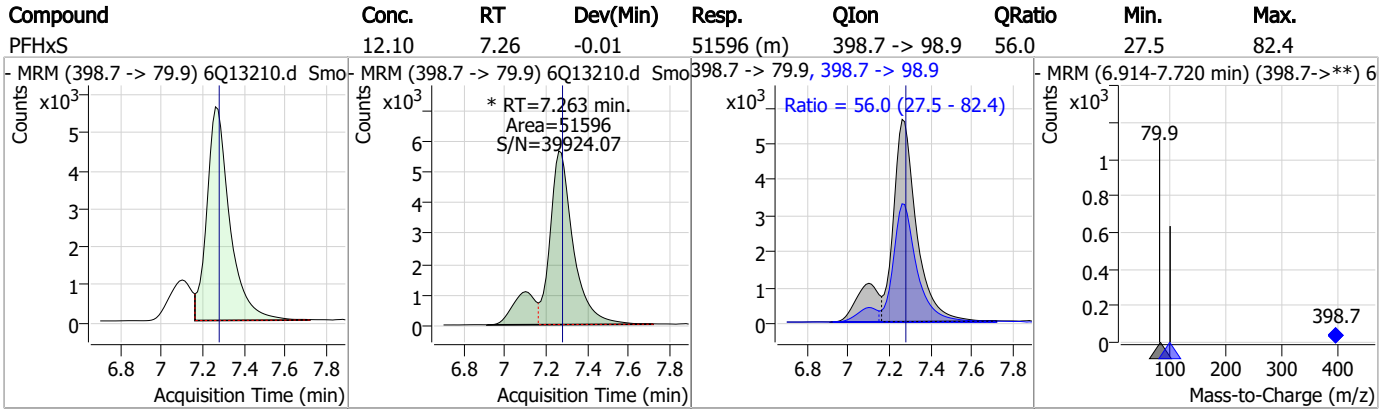 Compound Conc. RT Dev(Min) Resp. QIon QRatio Min. Max.
PFHxS 12.10 7.26 -0.01 51596 (m) 398.7 -> 98.9 56.0 27.5 82.4
- MRM (398.7 -> 79.9) 6Q13210.d Smo
Counts
x10³
5
4
3
2
1
0
6.8 7 7.2 7.4 7.6 7.8
Acquisition Time (min)
- MRM (398.7 -> 79.9) 6Q13210.d Smo
Counts
x10³
* RT=7.263 min.
Area=51596
S/N=39924.07
6
5
4
3
2
1
0
6.8 7 7.2 7.4 7.6 7.8
Acquisition Time (min)
398.7 -> 79.9, 398.7 -> 98.9
Counts
x10³
Ratio = 56.0 (27.5 - 82.4)
5
4
3
2
1
0
6.8 7 7.2 7.4 7.6 7.8
Acquisition Time (min)
- MRM (6.914-7.720 min) (398.7->**) 6
Counts
x10³
79.9
1
0.8
0.6
0.4
0.2
0
398.7
100 200 300 400
Mass-to-Charge (m/z)